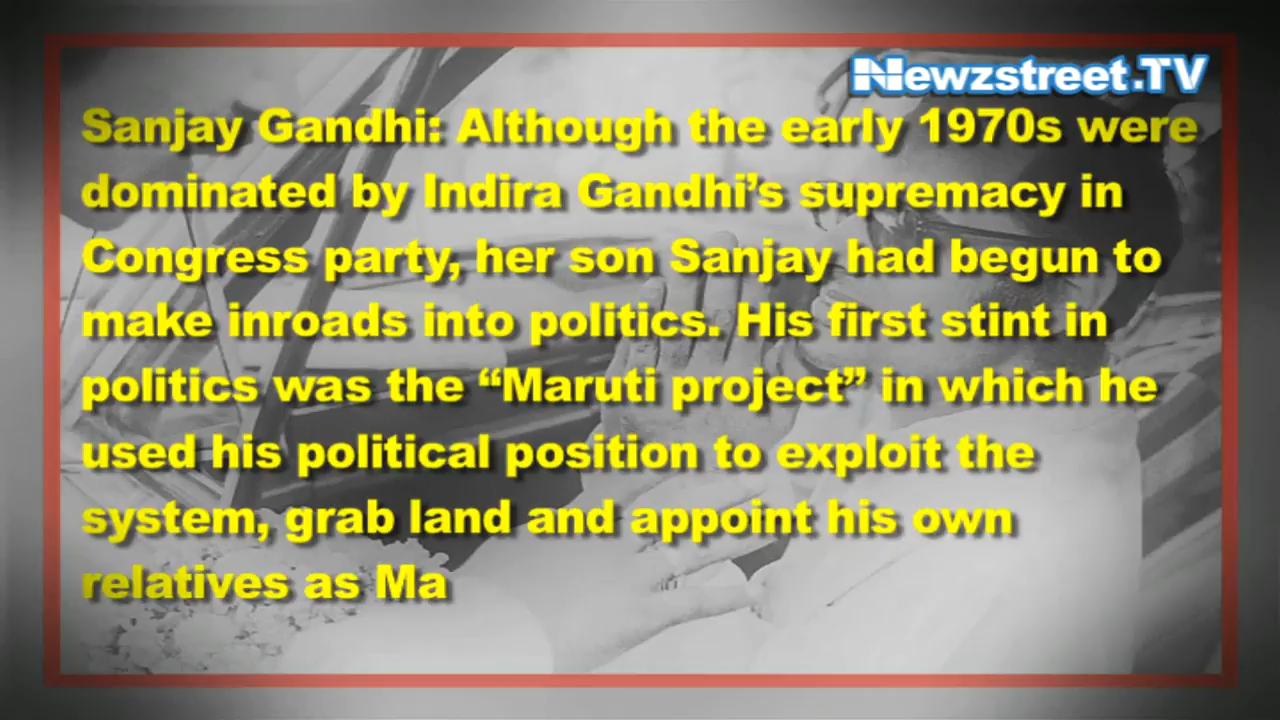 Newzstreet.TV
Sanjay Gandhi: Although the early 1970s were
dominated by Indira Gandhi’s supremacy in
Congress party, her son Sanjay had begun to
make inroads into politics. His first stint in
politics was the “Maruti project” in which he
used his political position to exploit the
system, grab land and appoint his own
relatives as Ma